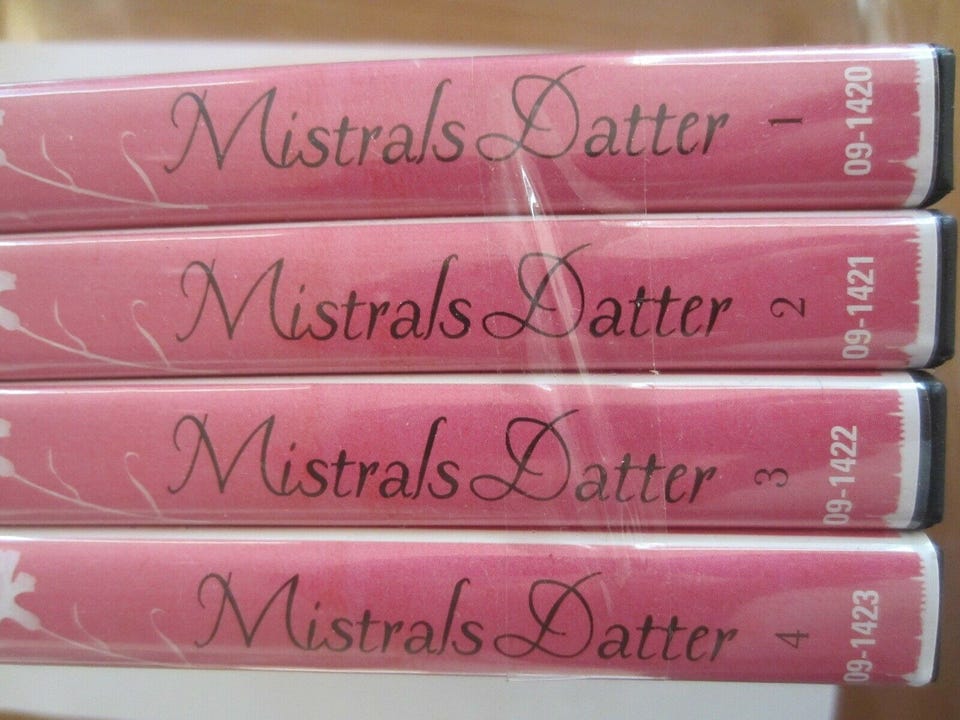 Mistrals Datter 1 09-1420
Mistrals Datter 2 09-1421
Mistrals Datter 3 09-1422
Mistrals Datter 4 09-1423